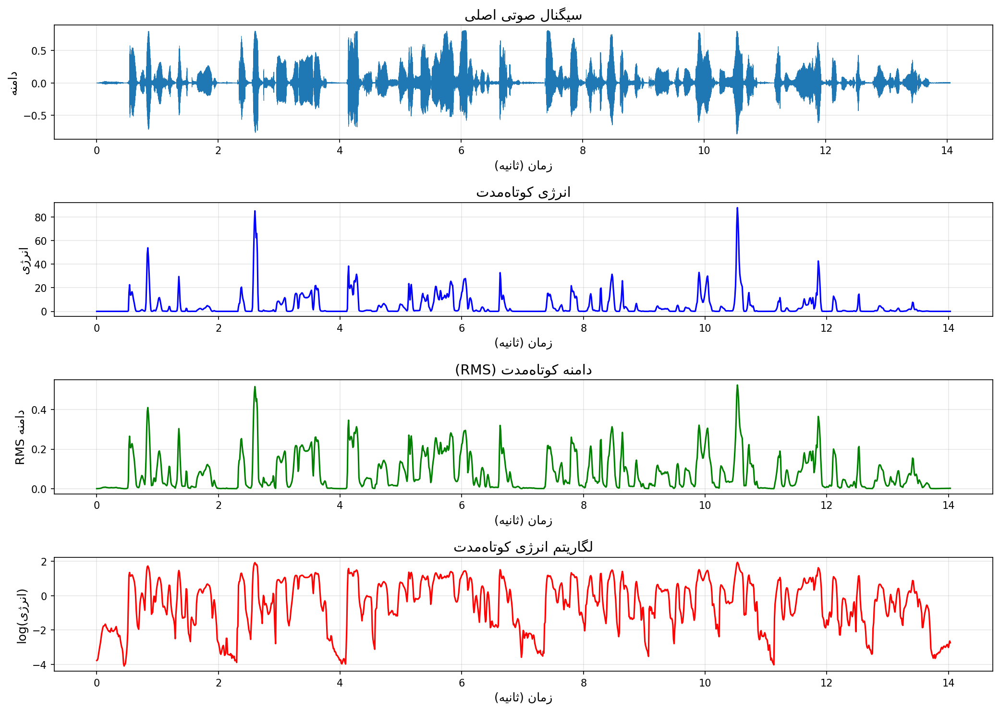 سیگنال صوتی اصلی
دامنه
0.5
0.0
−0.5
0 2 4 6 8 10 12 14
زمان (ثانیه)
انرژی کوتاه‌مدت
انرژی
80
60
40
20
0
0 2 4 6 8 10 12 14
زمان (ثانیه)
دامنه کوتاه‌مدت (RMS)
دامنه RMS
0.4
0.2
0.0
0 2 4 6 8 10 12 14
زمان (ثانیه)
لگاریتم انرژی کوتاه‌مدت
log(انرژی)
2
0
−2
−4
0 2 4 6 8 10 12 14
زمان (ثانیه)